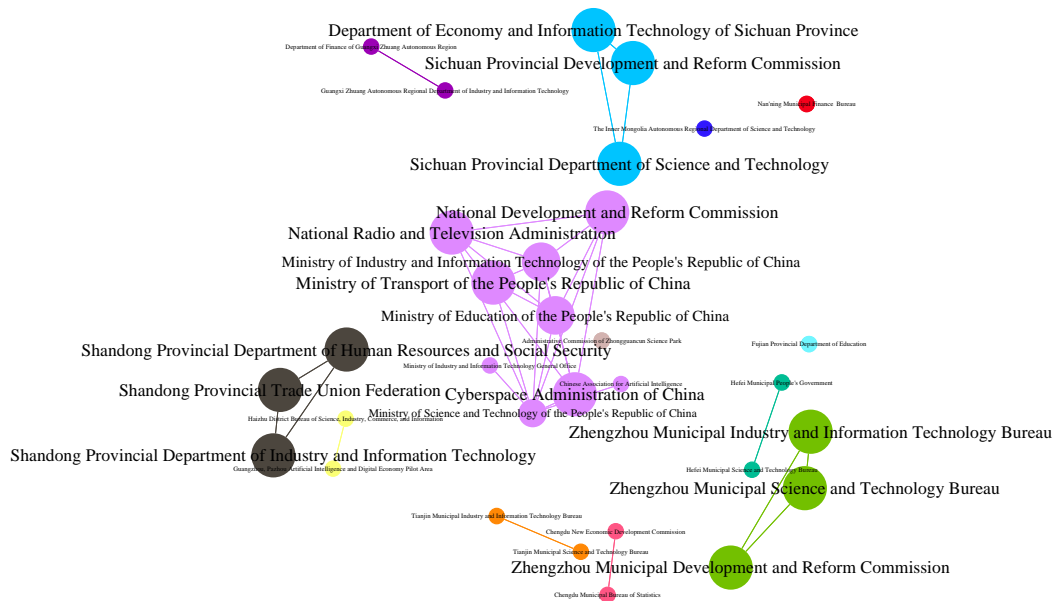 Department of Economy and Information Technology of Sichuan Province
Department of Finance of Guangxi Zhuang Autonomous Region
Sichuan Provincial Development and Reform Commission
Guangxi Zhuang Autonomous Regional Department of Industry and Information Technology
Nan'ning Municipal Finance Bureau
The Inner Mongolia Autonomous Regional Department of Science and Technology
Sichuan Provincial Department of Science and Technology
National Development and Reform Commission
National Radio and Television Administration
Ministry of Industry and Information Technology of the People's Republic of China
Ministry of Transport of the People's Republic of China
Ministry of Education of the People's Republic of China
Administrative Commission of Zhongguancun Science Park
Fujian Provincial Department of Education
Shandong Provincial Department of Human Resources and Social Security
Ministry of Industry and Information Technology General Office
Chinese Association for Artificial Intelligence
Hefei Municipal People's Government
Shandong Provincial Trade Union Federation
Cyberspace Administration of China
Ministry of Science and Technology of the People's Republic of China
Haizhu District Bureau of Science, Industry, Commerce, and Information
Zhengzhou Municipal Industry and Information Technology Bureau
Shandong Provincial Department of Industry and Information Technology
Guangzhou, Pazhou Artificial Intelligence and Digital Economy Pilot Area
Hefei Municipal Science and Technology Bureau
Zhengzhou Municipal Science and Technology Bureau
Tianjin Municipal Industry and Information Technology Bureau
Chengdu New Economic Development Commission
Tianjin Municipal Science and Technology Bureau
Zhengzhou Municipal Development and Reform Commission
Chengdu Municipal Bureau of Statistics